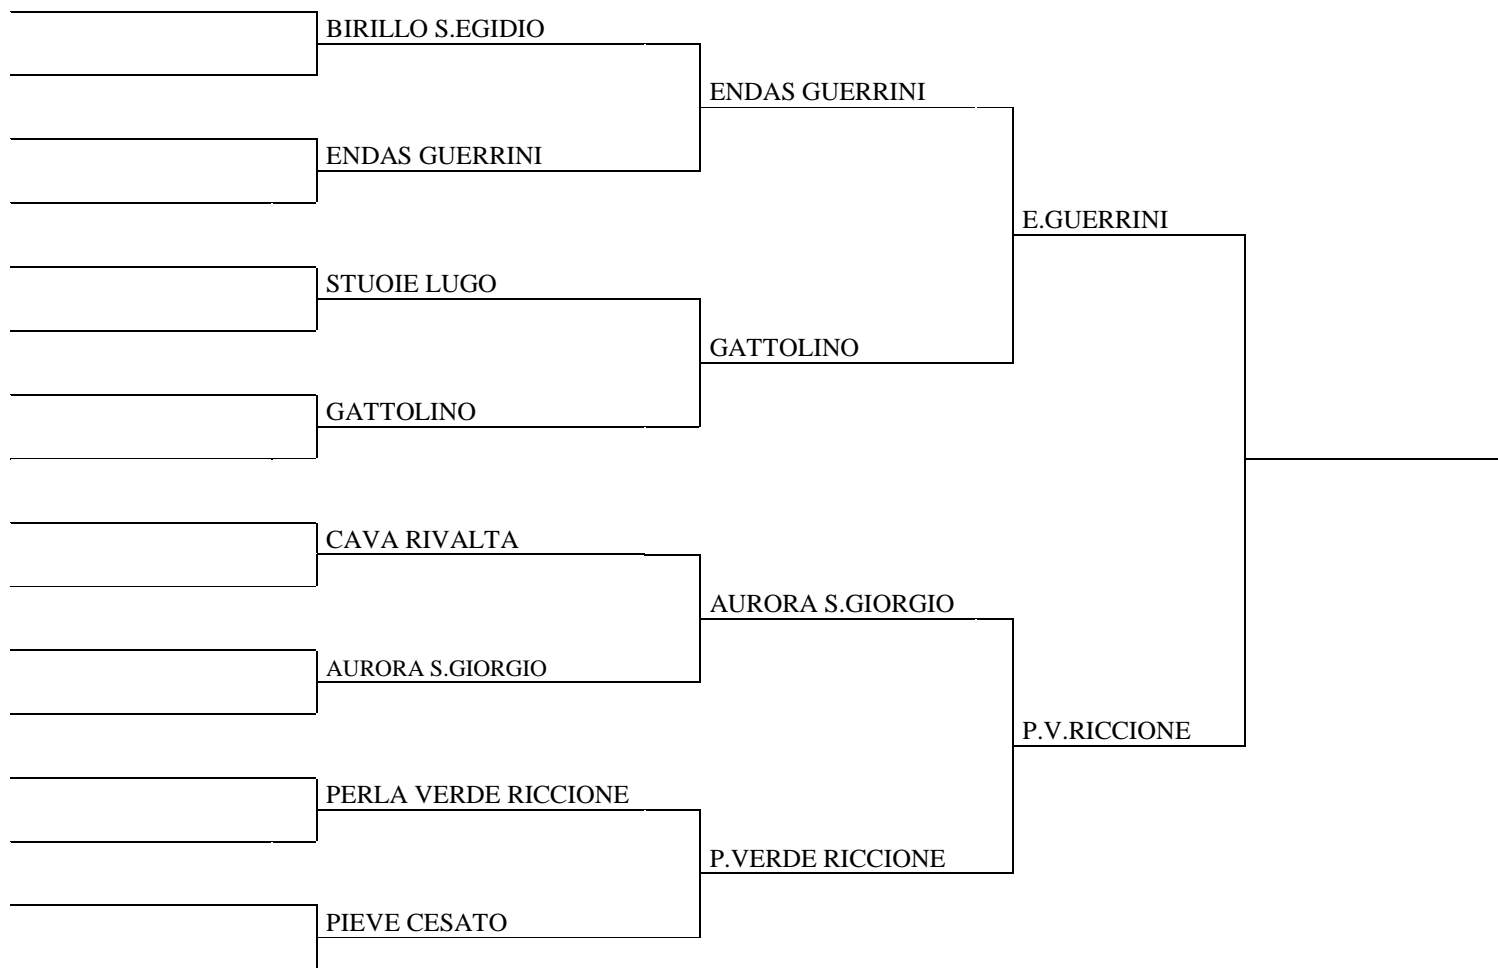 BIRILLO S.EGIDIO
ENDAS GUERRINI
ENDAS GUERRINI
E.GUERRINI
STUOIE LUGO
GATTOLINO
GATTOLINO
CAVA RIVALTA
AURORA S.GIORGIO
AURORA S.GIORGIO
P.V.RICCIONE
PERLA VERDE RICCIONE
P.VERDE RICCIONE
PIEVE CESATO